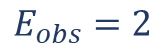 E_obs = 2